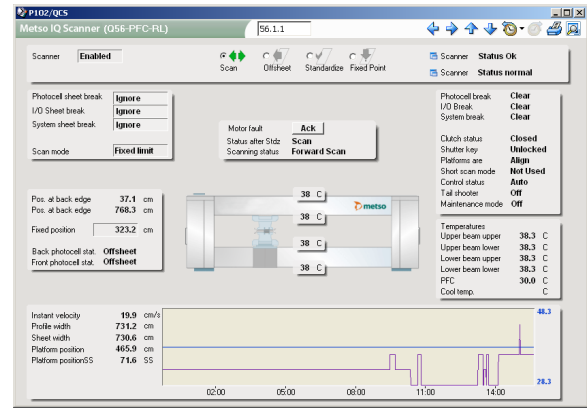 P102/QCS
Metso IQ Scanner (Q56-PFC-RL)
56.1.1
Scanner Enabled
Scan
Offsheet
Standardize
Fixed Point
Scanner Status Ok
Scanner Status normal
Photocell sheet break Ignore
I/O Sheet break Ignore
System sheet break Ignore
Scan mode Fixed limit
Motor fault Ack
Status after Stdz Scan
Scanning status Forward Scan
Photocell break Clear
I/O Break Clear
System break Clear
Clutch status Closed
Shutter key Unlocked
Platforms are Align
Short scan mode Not Used
Control status Auto
Tail shooter Off
Maintenance mode Off
Pos. at back edge 37.1 cm
Pos. at back edge 768.3 cm
Fixed position 323.2 cm
Back photocell stat. Offsheet
Front photocell stat. Offsheet
38 C
metso
38 C
38 C
38 C
Temperatures
Upper beam upper 38.3 C
Upper beam lower 38.3 C
Lower beam upper 38.3 C
Lower beam lower 38.3 C
PFC 30.0 C
Cool temp. C
Instant velocity 19.9 cm/s
Profile width 731.2 cm
Sheet width 730.6 cm
Platform position 465.9 cm
Platform positionSS 71.6 SS
48.3
28.3
02:00 05:00 08:00 11:00 14:00